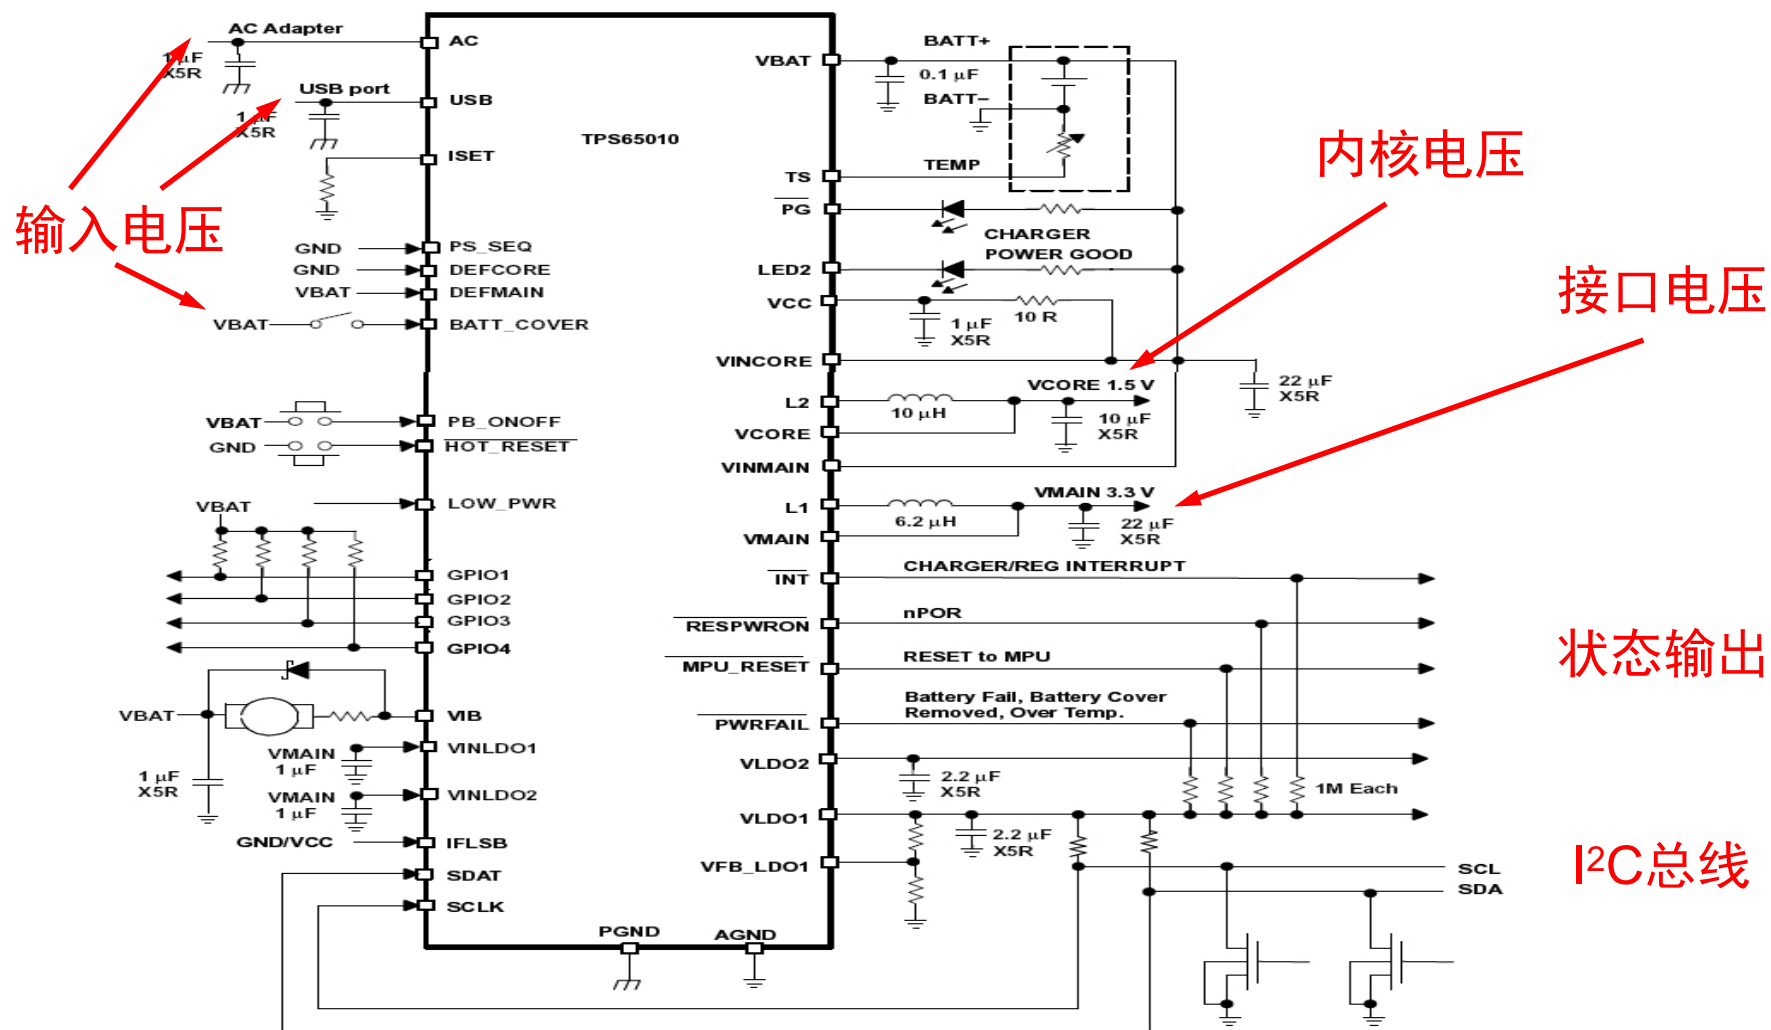 AC Adapter
AC
1 µF
X5R
USB port
USB
1 µF
X5R
ISET
TPS65010
输入电压
GND
PS_SEQ
GND
DEFCORE
VBAT
DEFMAIN
VBAT
BATT_COVER
VBAT
PB_ONOFF
GND
HOT_RESET
VBAT
LOW_PWR
GPIO1
GPIO2
GPIO3
GPIO4
VBAT
VIB
1 µF
X5R
VMAIN
1 µF
VINLDO1
VMAIN
1 µF
VINLDO2
GND/VCC
IFLSB
SDAT
SCLK
PGND
AGND
VBAT
BATT+
0.1 µF
BATT–
TEMP
TS
PG
CHARGER
POWER GOOD
LED2
VCC
1 µF
X5R
10 R
VINCORE
22 µF
X5R
内核电压
接口电压
L2
10 µH
VCORE 1.5 V
10 µF
X5R
VCORE
VINMAIN
L1
6.2 µH
VMAIN 3.3 V
22 µF
X5R
VMAIN
INT
CHARGER/REG INTERRUPT
RESPWRON
nPOR
MPU_RESET
RESET to MPU
状态输出
Battery Fail, Battery Cover
Removed, Over Temp.
PWRFAIL
VLDO2
2.2 µF
X5R
1M Each
VLDO1
2.2 µF
X5R
VFB_LDO1
SCL
SDA
I²C总线